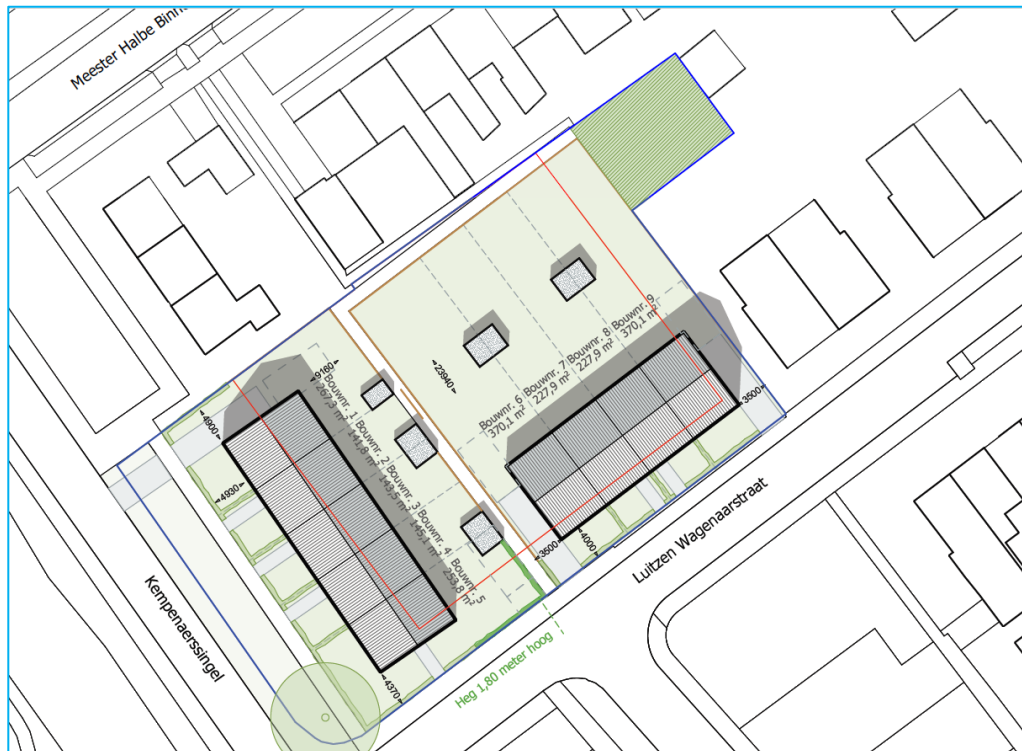 Meester Halbe Binn
Bouwnr. 1
267,3 m²
Bouwnr. 2
141,8 m²
Bouwnr. 3
143,5 m²
Bouwnr. 4
145,1 m²
Bouwnr. 5
253,8 m²
Bouwnr. 6
370,1 m²
Bouwnr. 7
227,9 m²
Bouwnr. 8
227,9 m²
Bouwnr. 9
370,1 m²
9160
23940
4900
4930
3500
3500
4000
4370
Kempenaerssingel
Luitzen Wagenaarstraat
Heg 1,80 meter hoog